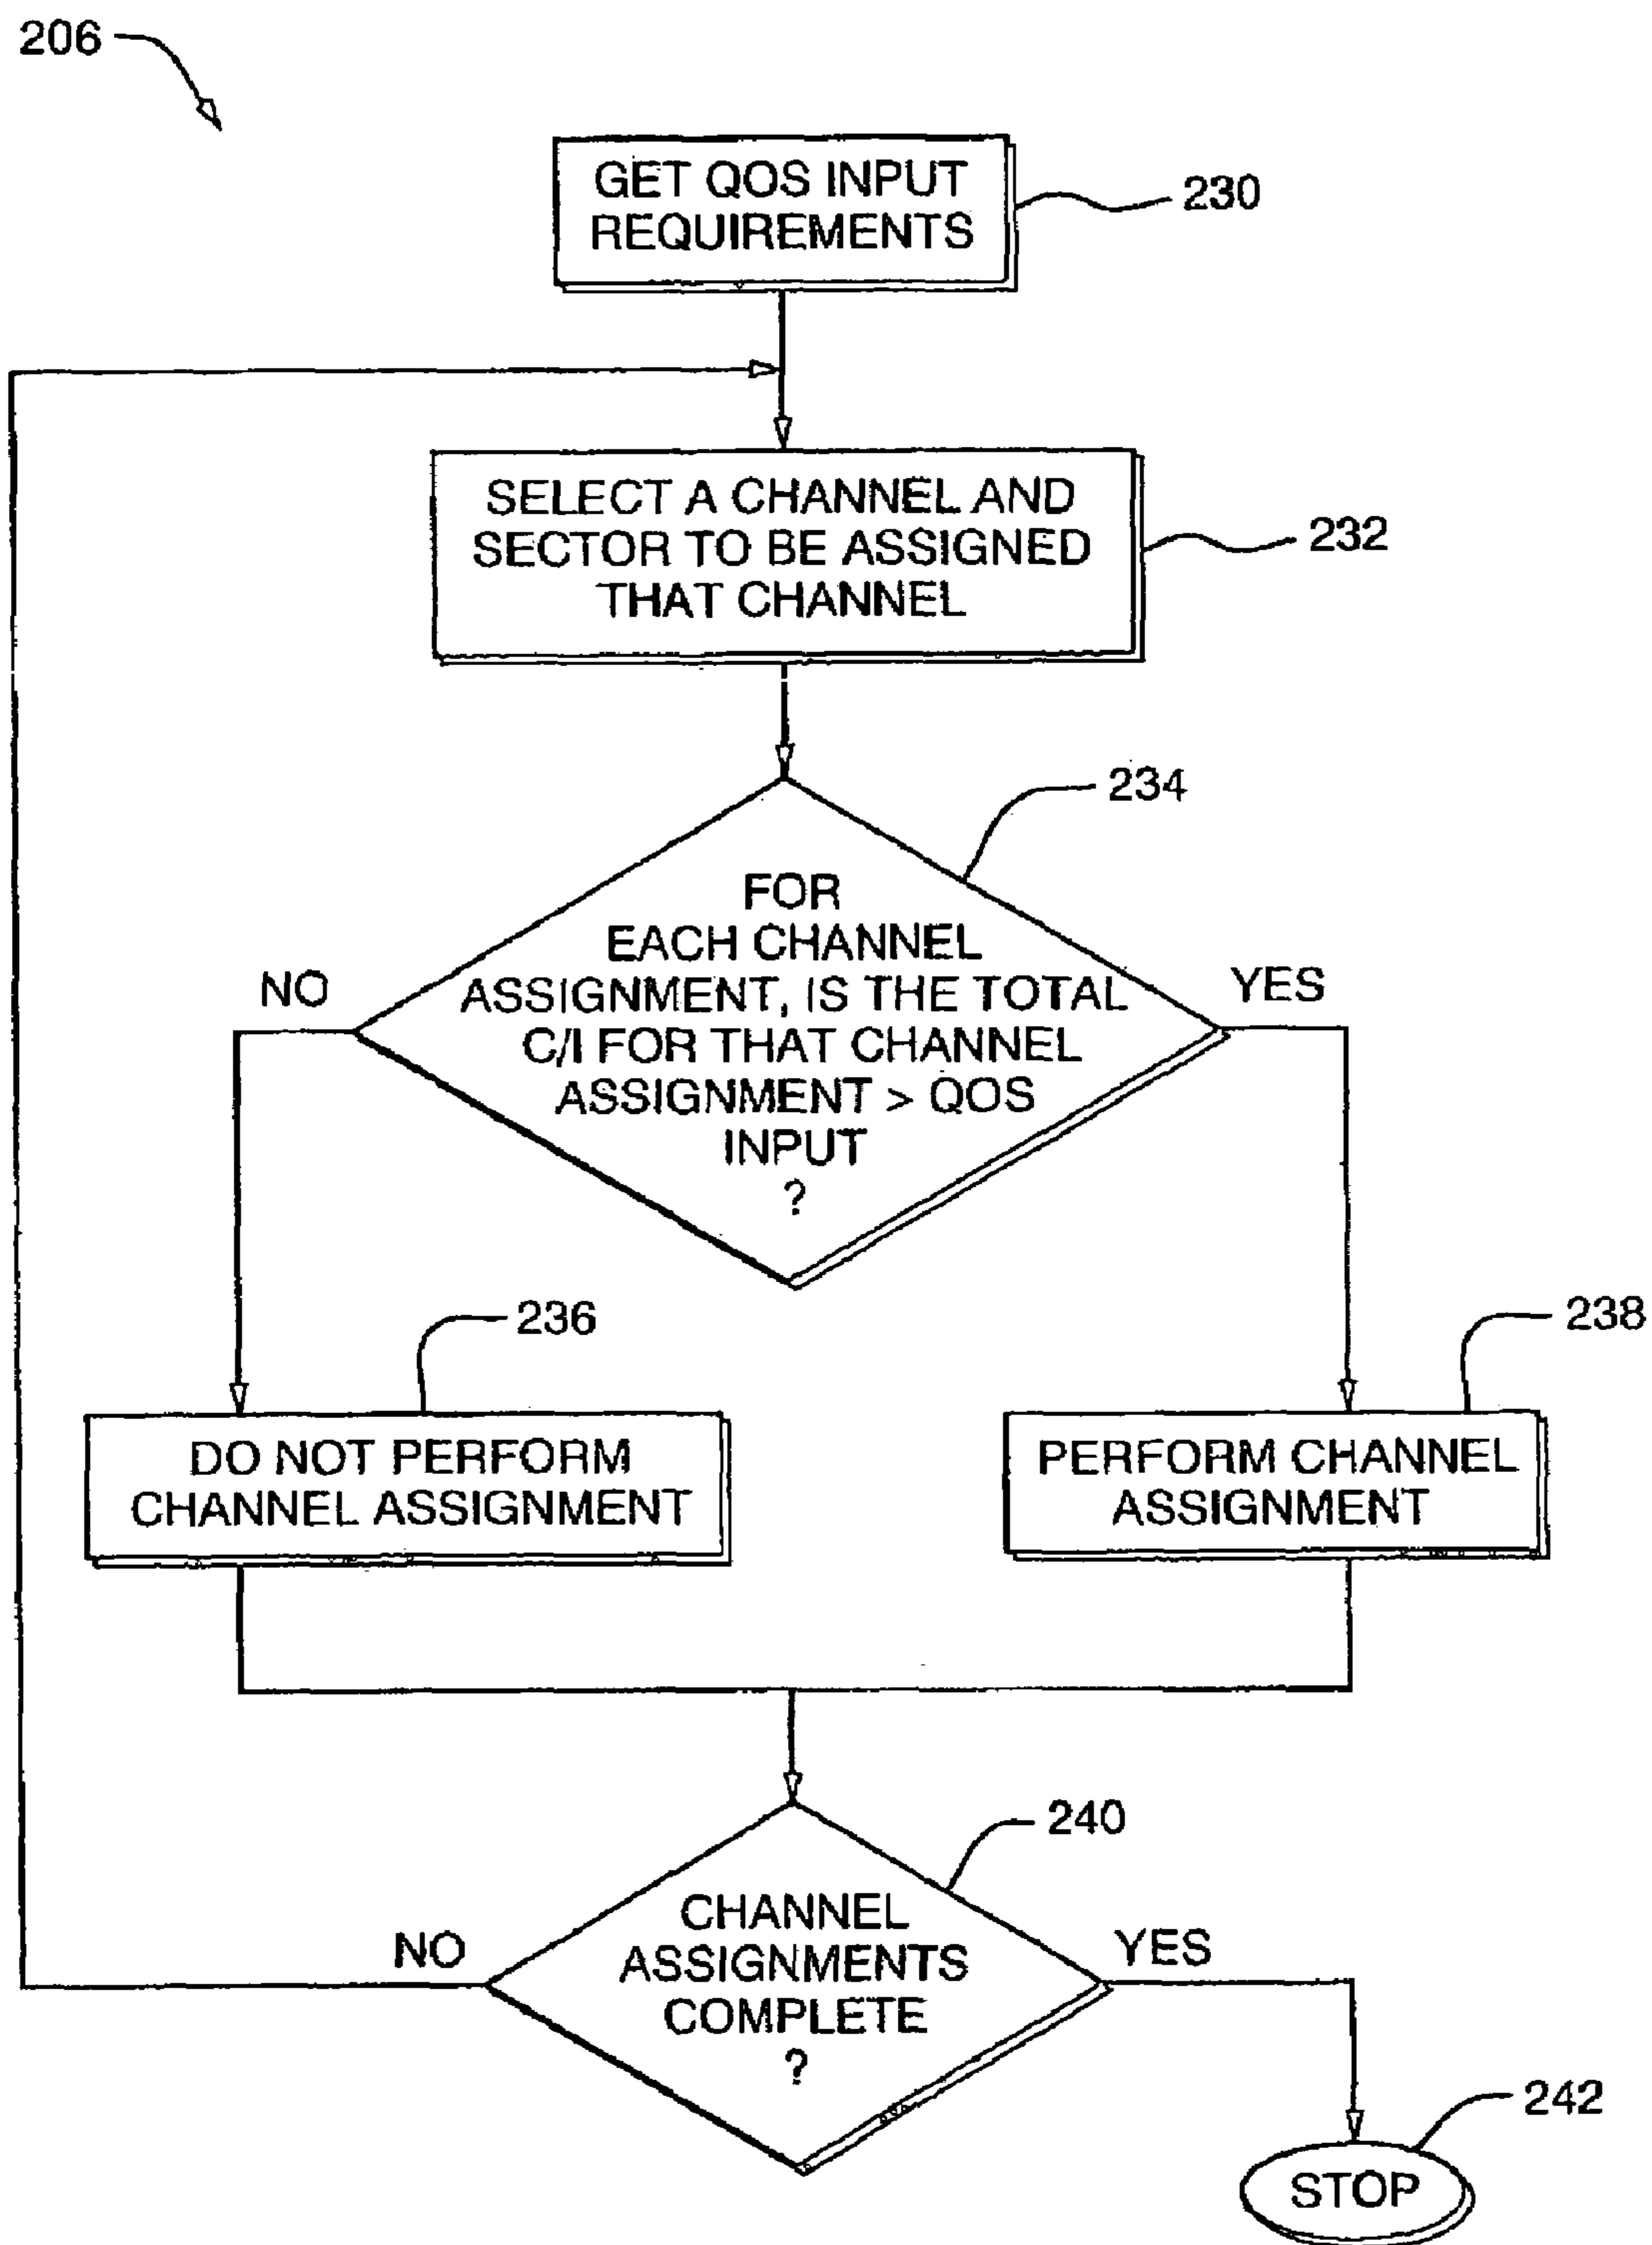 206
GET QOS INPUT
REQUIREMENTS
230
SELECT A CHANNEL AND
SECTOR TO BE ASSIGNED
THAT CHANNEL
232
234
FOR
EACH CHANNEL
ASSIGNMENT, IS THE TOTAL
C/I FOR THAT CHANNEL
ASSIGNMENT > QOS
INPUT
?
NO
YES
236
238
DO NOT PERFORM
CHANNEL ASSIGNMENT
PERFORM CHANNEL
ASSIGNMENT
240
CHANNEL
ASSIGNMENTS
COMPLETE
?
NO
YES
242
STOP